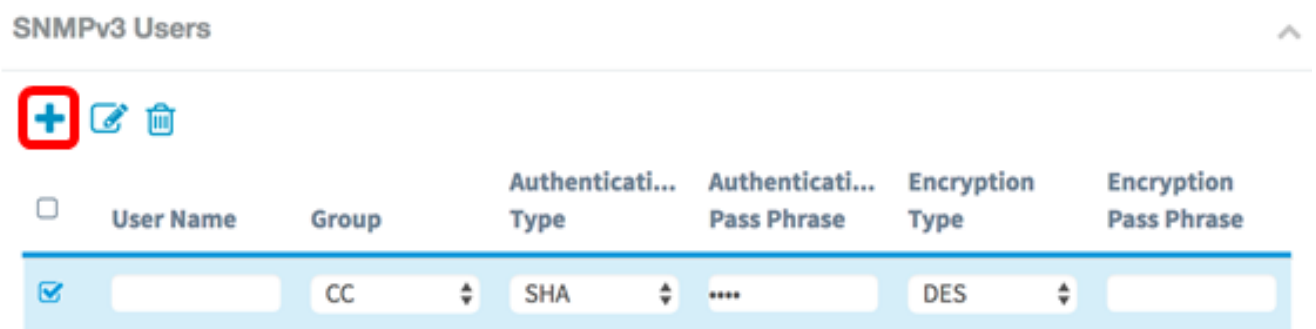 SNMPv3 Users
Authenticati... Authenticati... Encryption Encryption
User Name Group Type Pass Phrase Type Pass Phrase
CC SHA •••• DES